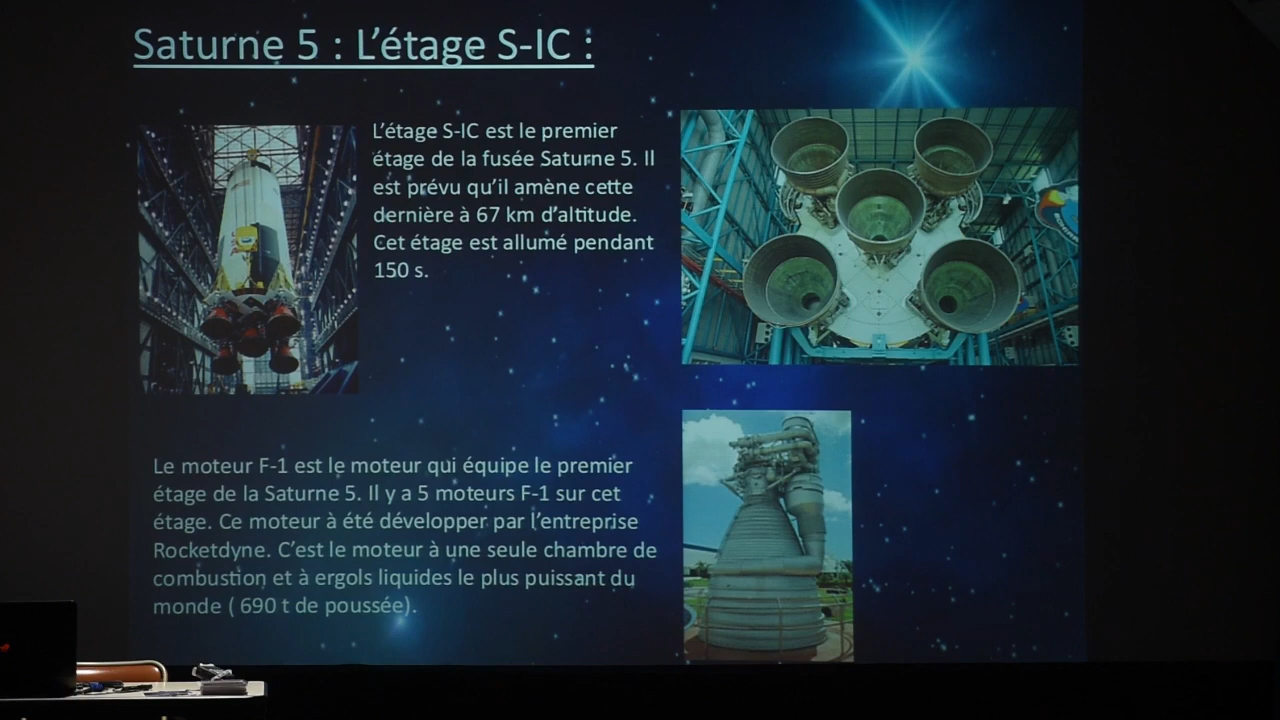 Saturne 5 : L'étage S-IC :
L'étage S-IC est le premier
étage de la fusée Saturne 5. Il
est prévu qu'il amène cette
dernière à 67 km d'altitude.
Cet étage est allumé pendant
150 s.
Le moteur F-1 est le moteur qui équipe le premier
étage de la Saturne 5. Il y a 5 moteurs F-1 sur cet
étage. Ce moteur à été développer par l'entreprise
Rocketdyne. C'est le moteur à une seule chambre de
combustion et à ergols liquides le plus puissant du
monde ( 690 t de poussée).